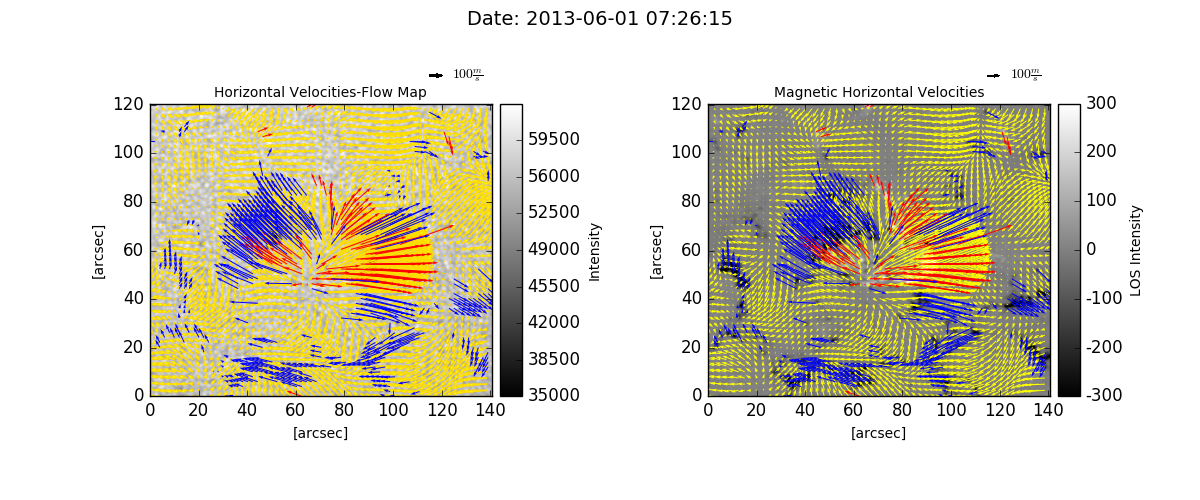 Date: 2013-06-01 07:26:15
100 m/s
100 m/s
Horizontal Velocities-Flow Map
Magnetic Horizontal Velocities
120
100
80
60
40
20
0
[arcsec]
0 20 40 60 80 100 120 140
[arcsec]
59500
56000
52500
49000
45500
42000
38500
35000
Intensity
120
100
80
60
40
20
0
[arcsec]
0 20 40 60 80 100 120 140
[arcsec]
300
200
100
0
-100
-200
-300
LOS Intensity